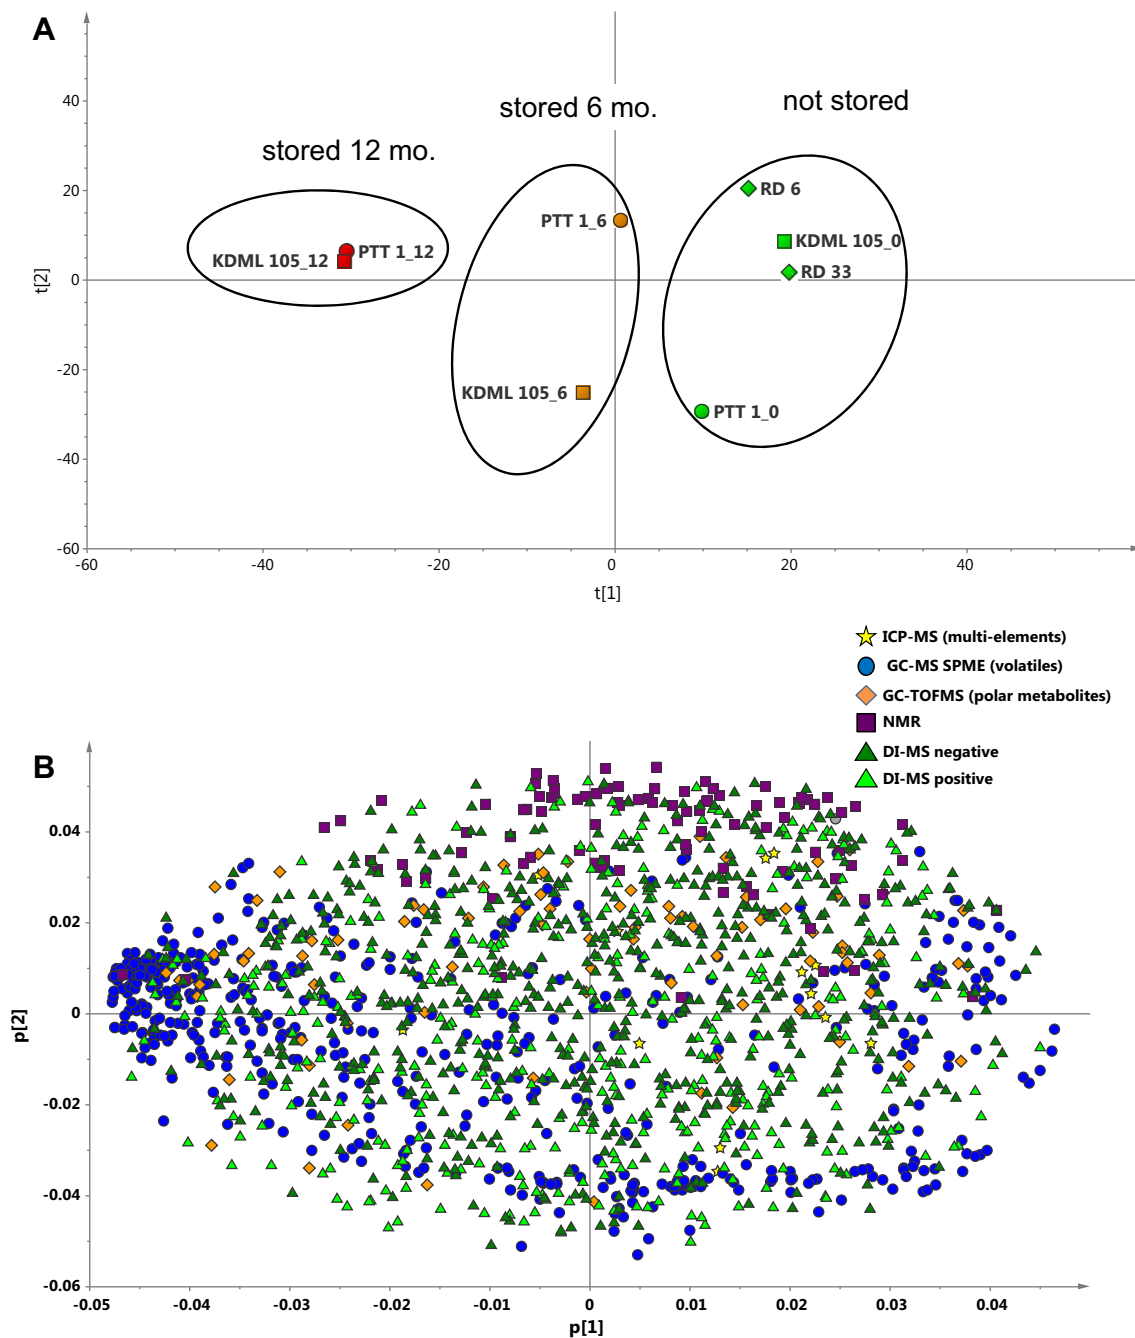 A
stored 12 mo.
stored 6 mo.
not stored
40
20
0
-20
-40
-60
t[2]
RD 6
PTT 1_6
KDML 105_0
PTT 1_12
KDML 105_12
RD 33
KDML 105_6
PTT 1_0
-60
-40
-20
0
20
40
t[1]
ICP-MS (multi-elements)
GC-MS SPME (volatiles)
GC-TOFMS (polar metabolites)
NMR
DI-MS negative
DI-MS positive
B
0.04
0.02
0
-0.02
-0.04
-0.06
p[2]
-0.05
-0.04
-0.03
-0.02
-0.01
0
0.01
0.02
0.03
0.04
p[1]